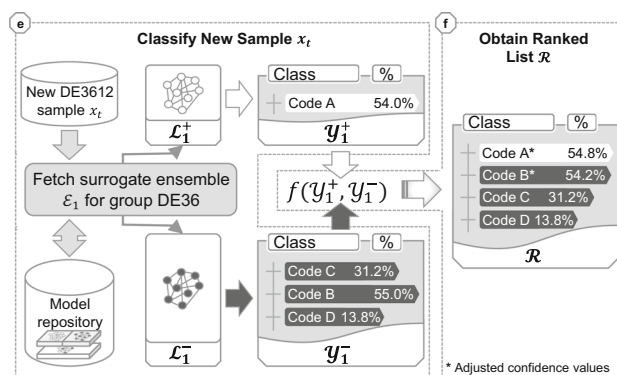 e
Classify New Sample xₜ
New DE3612
sample xₜ
ℒ₁⁺
Class %
Code A 54.0%
𝒴₁⁺
Fetch surrogate ensemble
ℰ₁ for group DE36
f(𝒴₁⁺, 𝒴₁⁻)
Model
repository
ℒ₁⁻
Class %
Code C 31.2%
Code B 55.0%
Code D 13.8%
𝒴₁⁻
f
Obtain Ranked
List ℛ
Class %
Code A* 54.8%
Code B* 54.2%
Code C 31.2%
Code D 13.8%
ℛ
* Adjusted confidence values